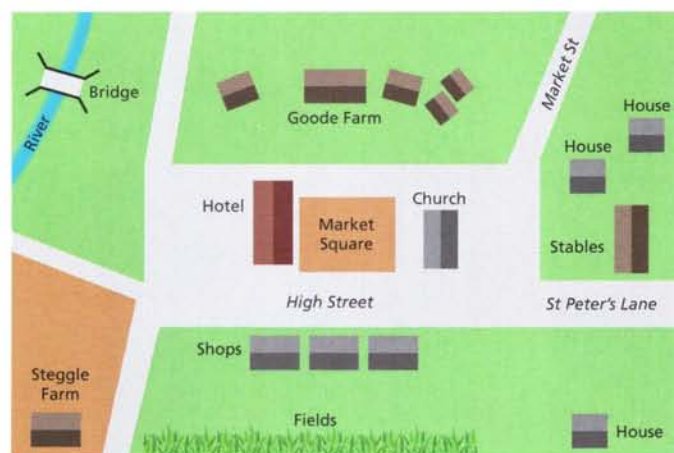 Bridge
River
Goode Farm
Market St
House
House
Hotel
Market
Square
Church
Stables
High Street
St Peter's Lane
Shops
Steggle
Farm
Fields
House